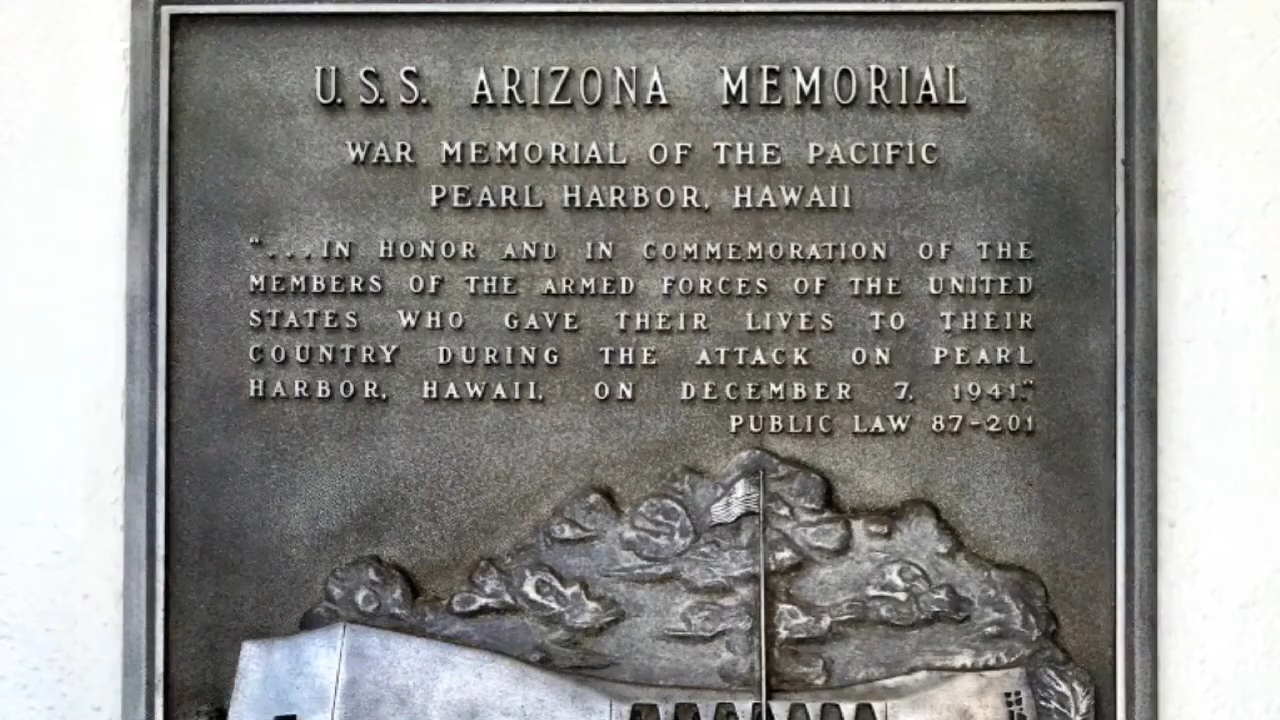 U.S.S. ARIZONA MEMORIAL
WAR MEMORIAL OF THE PACIFIC
PEARL HARBOR, HAWAII
"...IN HONOR AND IN COMMEMORATION OF THE
MEMBERS OF THE ARMED FORCES OF THE UNITED
STATES WHO GAVE THEIR LIVES TO THEIR
COUNTRY DURING THE ATTACK ON PEARL
HARBOR, HAWAII, ON DECEMBER 7, 1941."
PUBLIC LAW 87-201